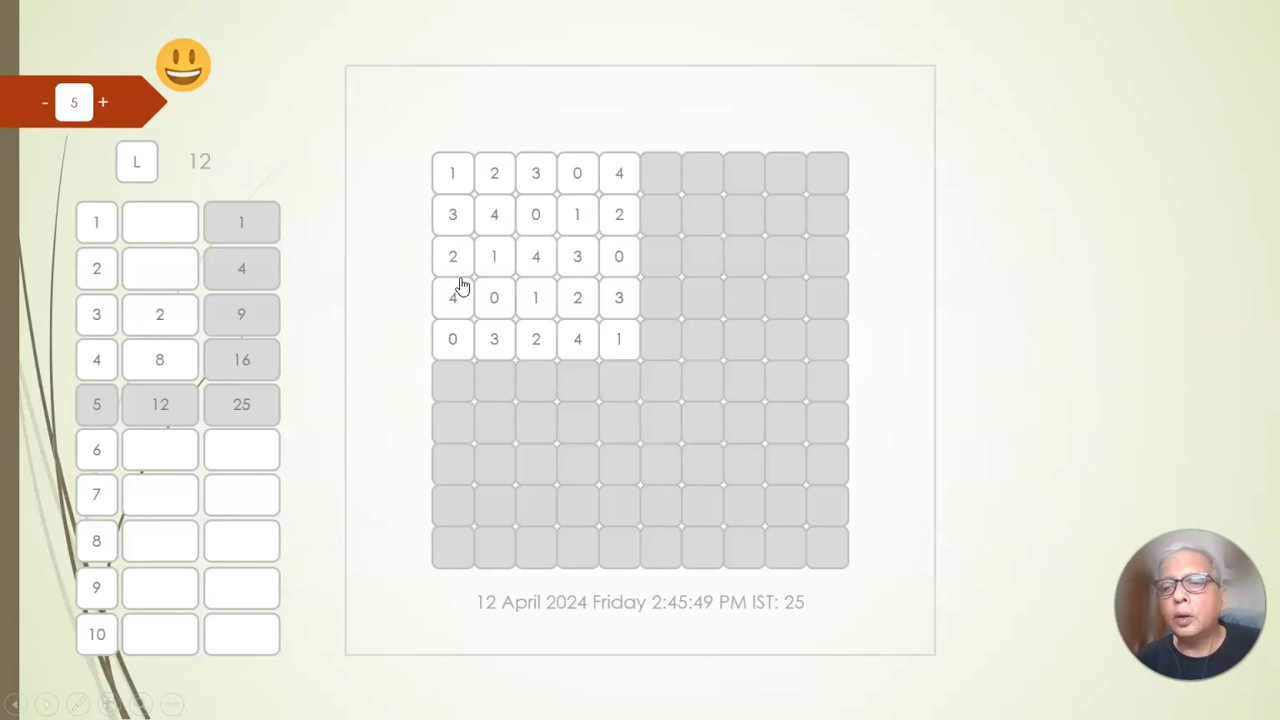 - 5 +
L 12
1 1
2 4
3 2 9
4 8 16
5 12 25
6
7
8
9
10
1 2 3 0 4
3 4 0 1 2
2 1 4 3 0
4 0 1 2 3
0 3 2 4 1
12 April 2024 Friday 2:45:49 PM IST: 25